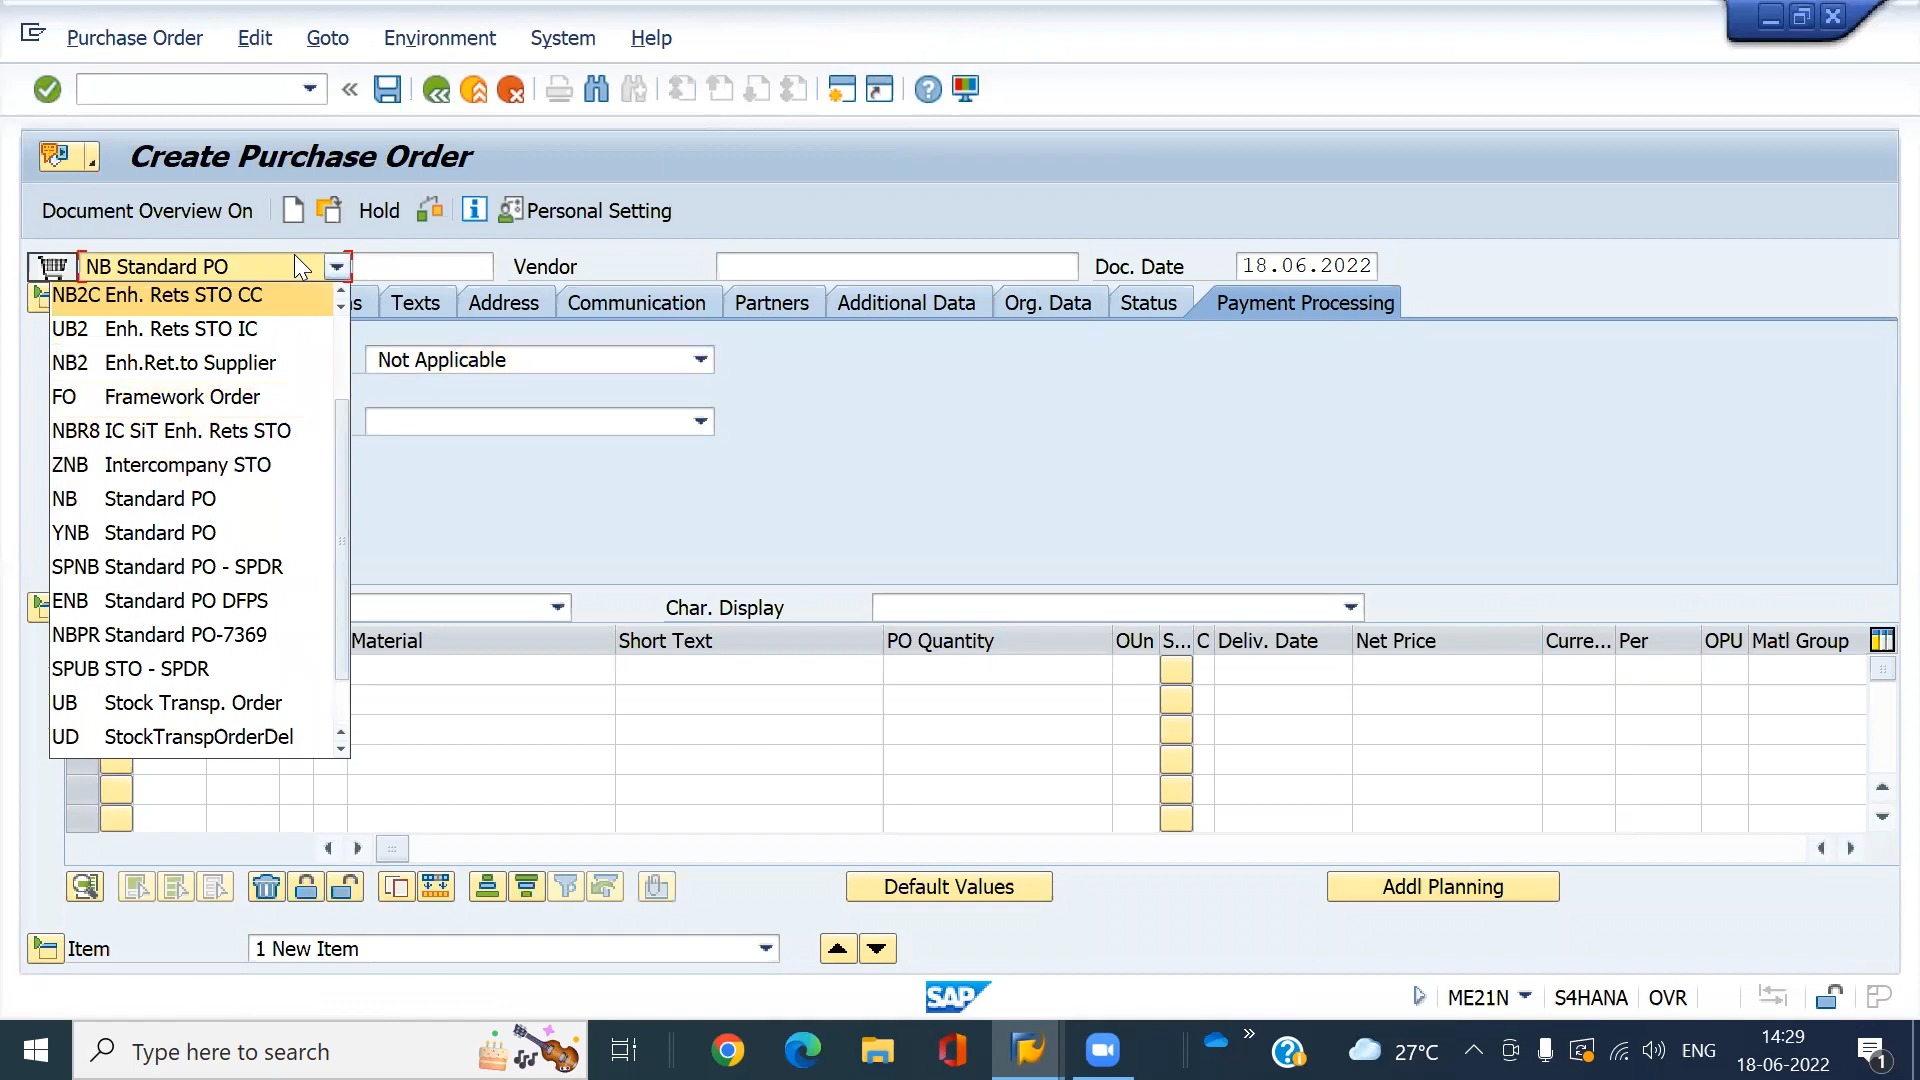 Purchase Order Edit Goto Environment System Help
Create Purchase Order
Document Overview On Hold Personal Setting
NB Standard PO Vendor Doc. Date 18.06.2022
Texts Address Communication Partners Additional Data Org. Data Status Payment Processing
NB2C Enh. Rets STO CC
UB2 Enh. Rets STO IC
NB2 Enh.Ret.to Supplier
FO Framework Order
NBR8 IC SiT Enh. Rets STO
ZNB Intercompany STO
NB Standard PO
YNB Standard PO
SPNB Standard PO - SPDR
ENB Standard PO DFPS
NBPR Standard PO-7369
SPUB STO - SPDR
UB Stock Transp. Order
UD StockTranspOrderDel
Not Applicable
Char. Display
Material Short Text PO Quantity OUn S... C Deliv. Date Net Price Curre... Per OPU Matl Group
Default Values Addl Planning
Item 1 New Item
SAP ME21N S4HANA OVR
Type here to search 27°C ENG 14:29
18-06-2022
1